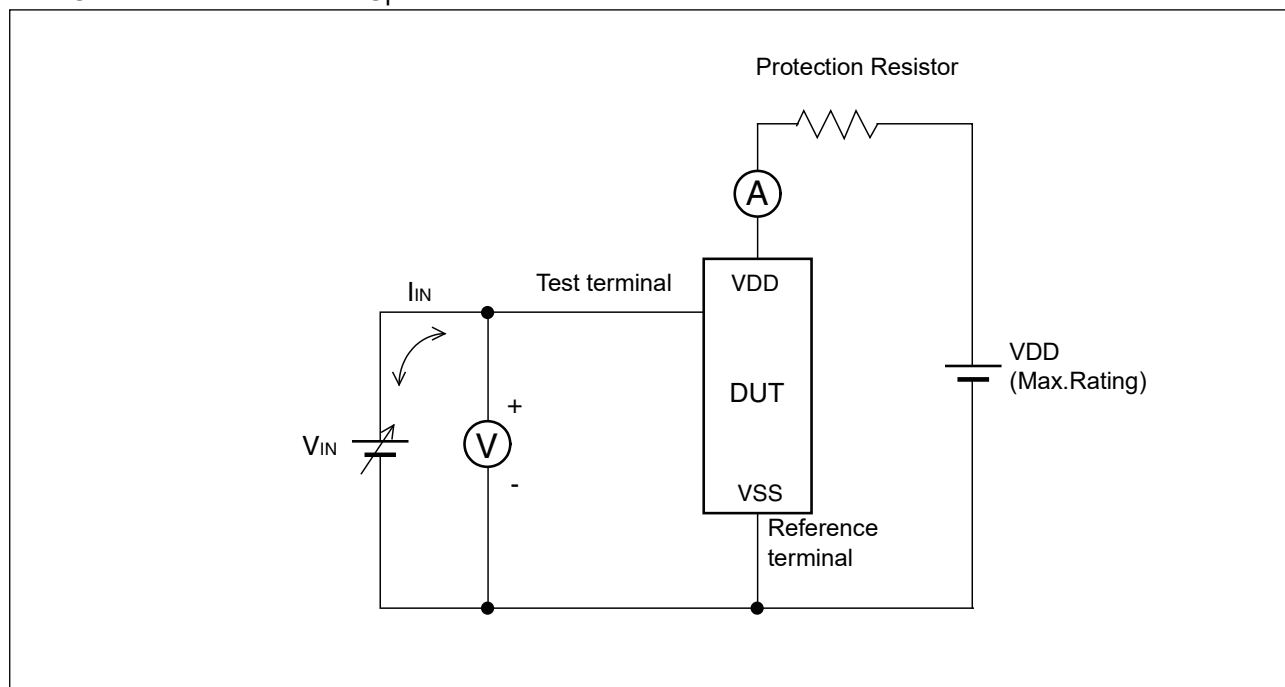 Protection Resistor
A
VDD
Test terminal
IIN
VDD
(Max.Rating)
DUT
+
VIN
V
-
VSS
Reference
terminal